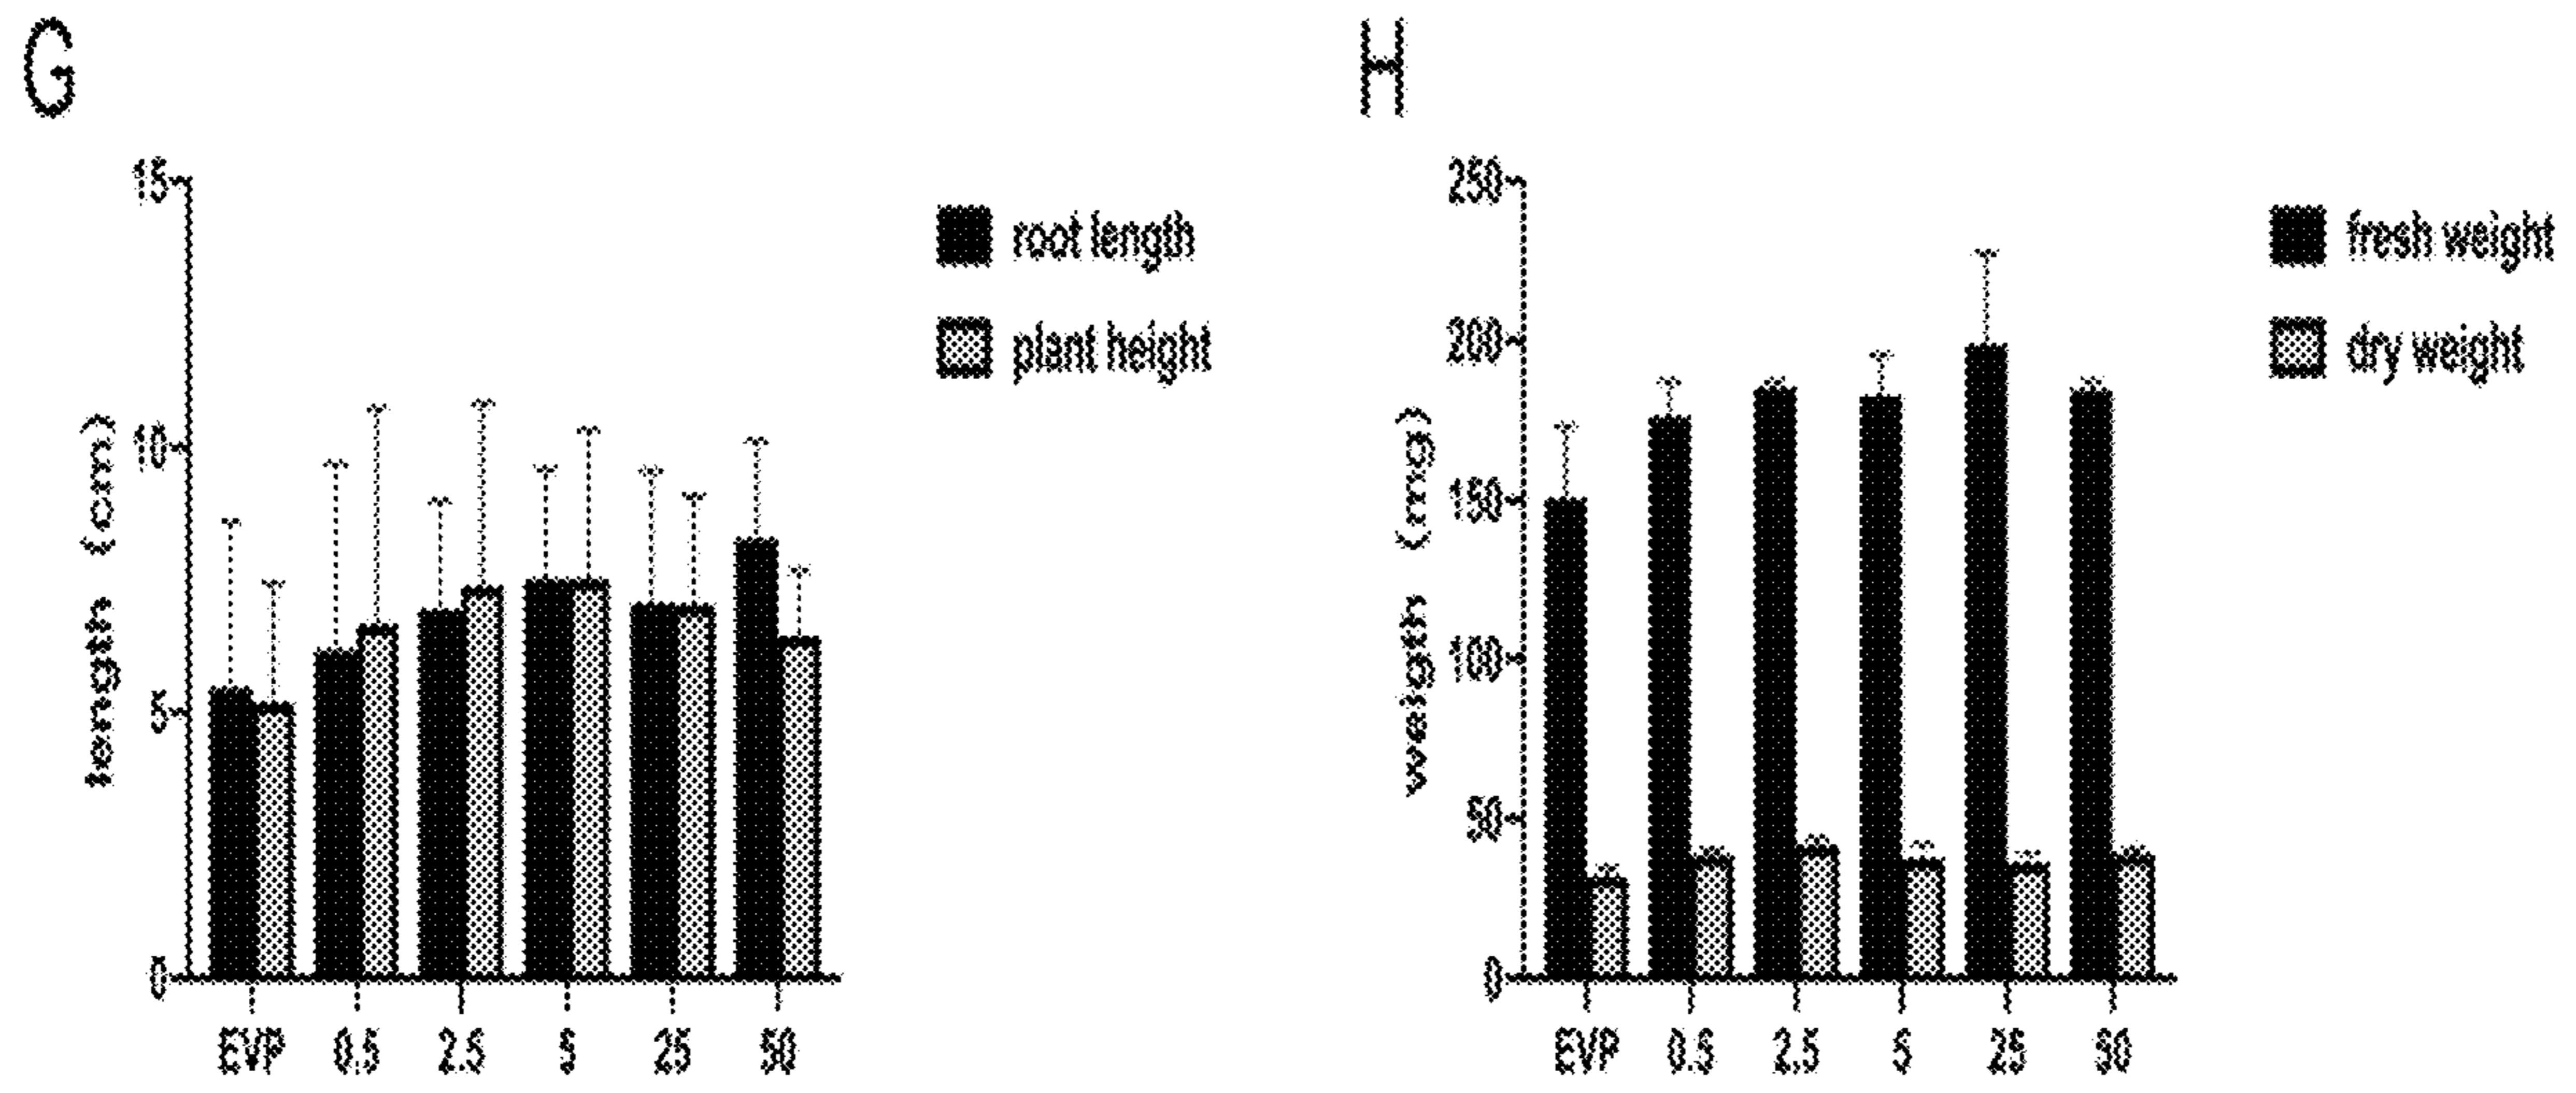 G
15
10
5
0
length (cm)
root length
plant height
EVP 0.5 2.5 5 25 50
H
250
200
150
100
50
0
weigth (mg)
fresh weight
dry weight
EVP 0.5 2.5 5 25 50